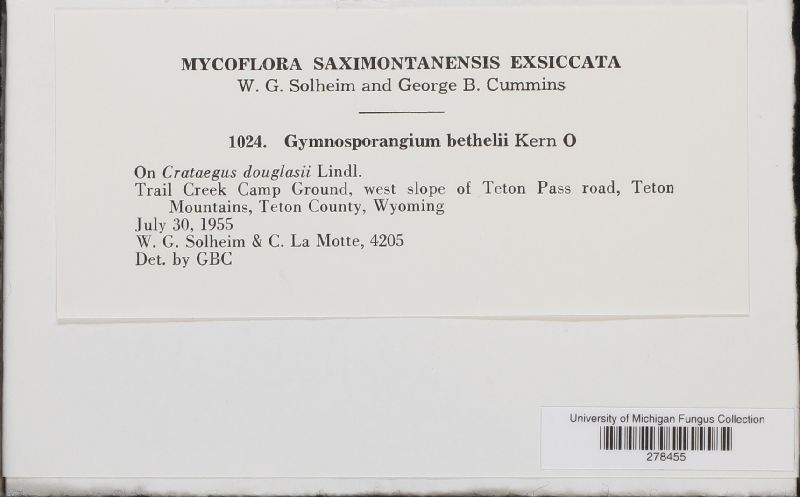 MYCOFLORA SAXIMONTANENSIS EXSICCATA
W. G. Solheim and George B. Cummins
1024. Gymnosporangium bethelii Kern O
On Crataegus douglasii Lindl.
Trail Creek Camp Ground, west slope of Teton Pass road, Teton
Mountains, Teton County, Wyoming
July 30, 1955
W. G. Solheim & C. La Motte, 4205
Det. by GBC
University of Michigan Fungus Collection
278455